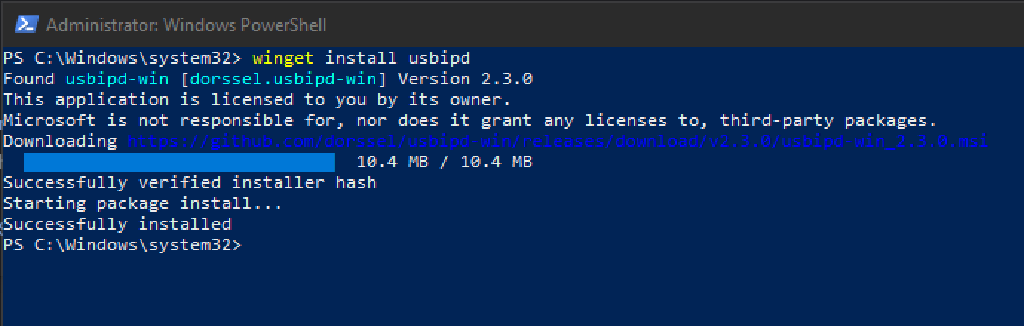 Administrator: Windows PowerShell
PS C:\Windows\system32> winget install usbipd
Found usbipd-win [dorssel.usbipd-win] Version 2.3.0
This application is licensed to you by its owner.
Microsoft is not responsible for, nor does it grant any licenses to, third-party packages.
Downloading https://github.com/dorssel/usbipd-win/releases/download/v2.3.0/usbipd-win_2.3.0.msi
10.4 MB / 10.4 MB
Successfully verified installer hash
Starting package install...
Successfully installed
PS C:\Windows\system32>